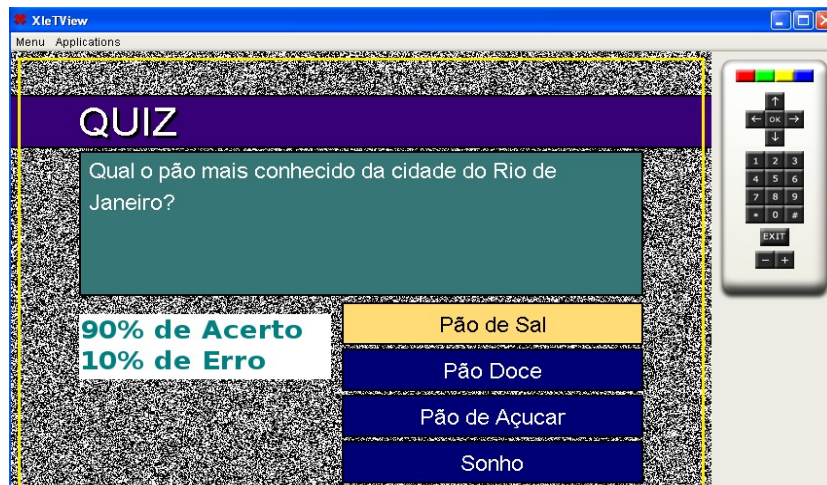 XleTView
Menu Applications
QUIZ
Qual o pão mais conhecido da cidade do Rio de
Janeiro?
90% de Acerto
10% de Erro
Pão de Sal
Pão Doce
Pão de Açucar
Sonho
↑
← OK →
↓
1 2 3
4 5 6
7 8 9
* 0 #
EXIT
− +